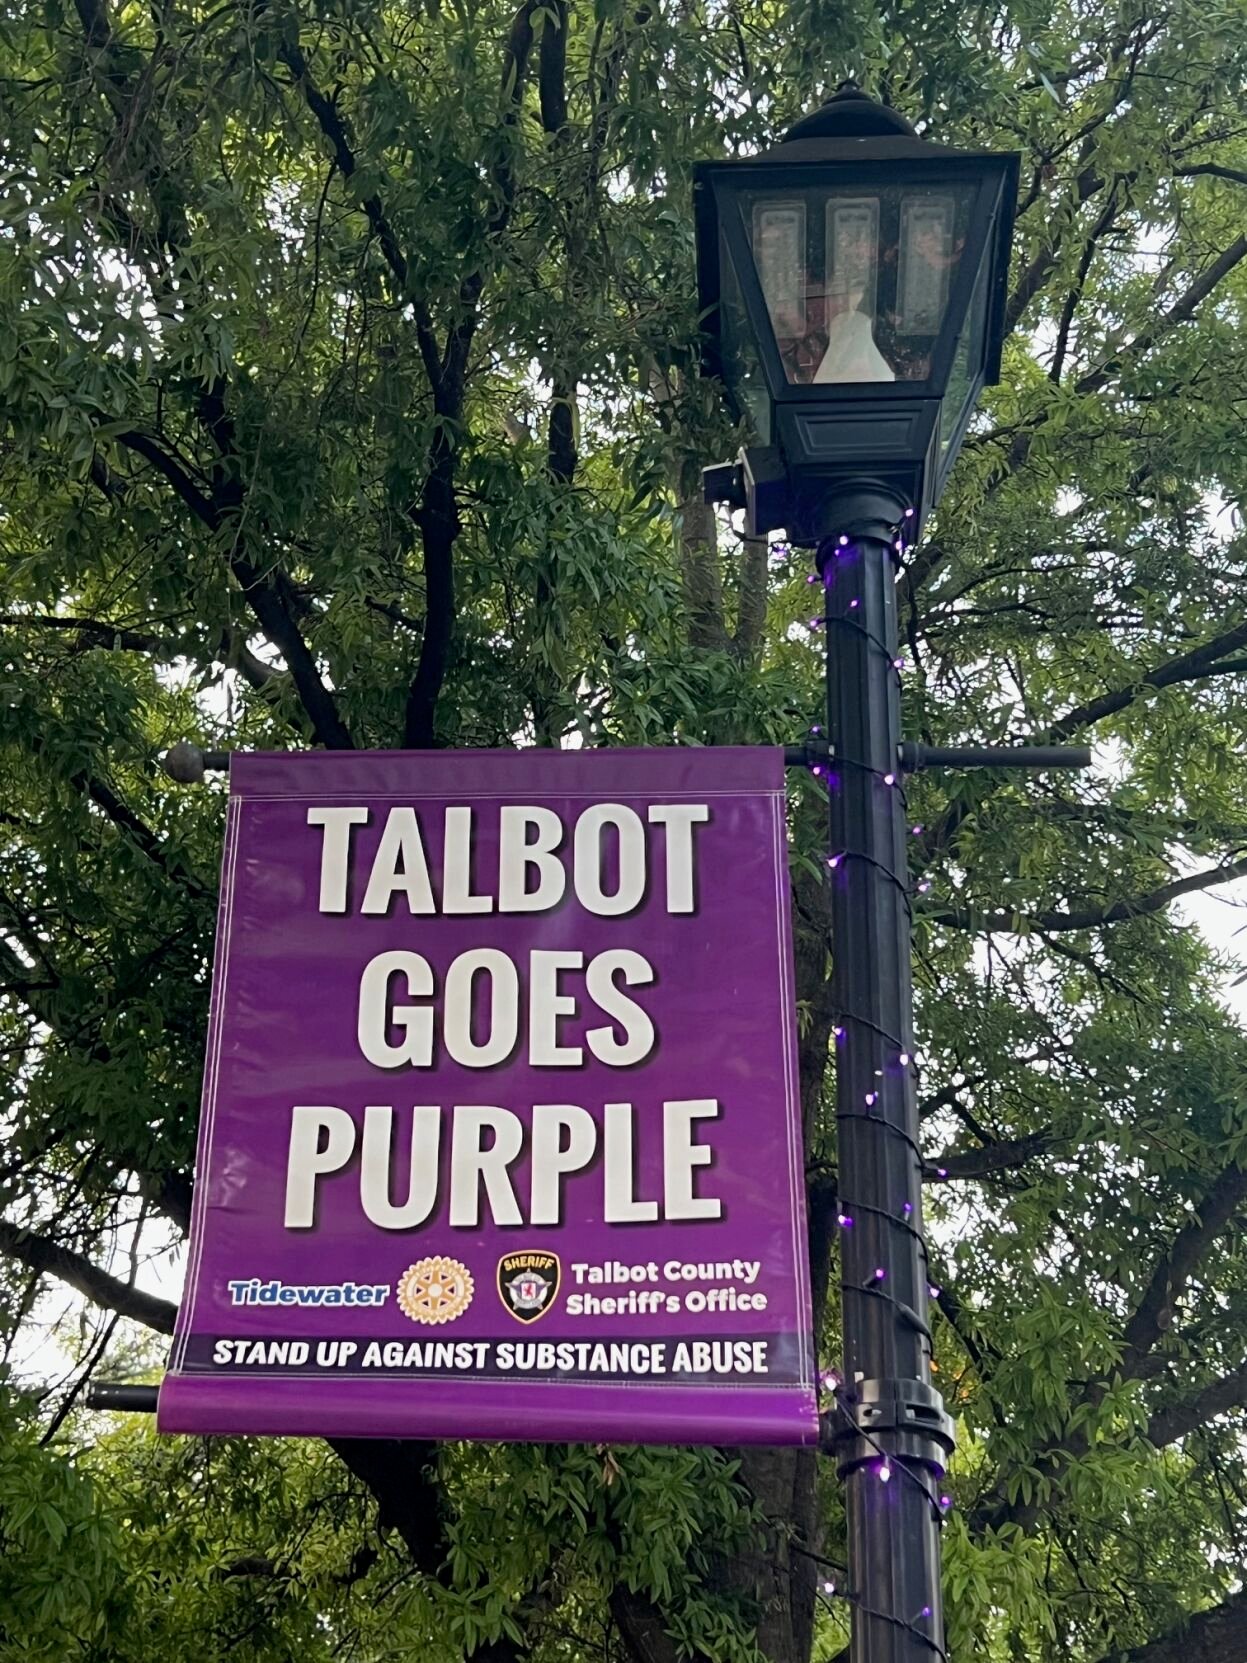 TALBOT
GOES
PURPLE
Tidewater
SHERIFF
Talbot County
Sheriff's Office
STAND UP AGAINST SUBSTANCE ABUSE